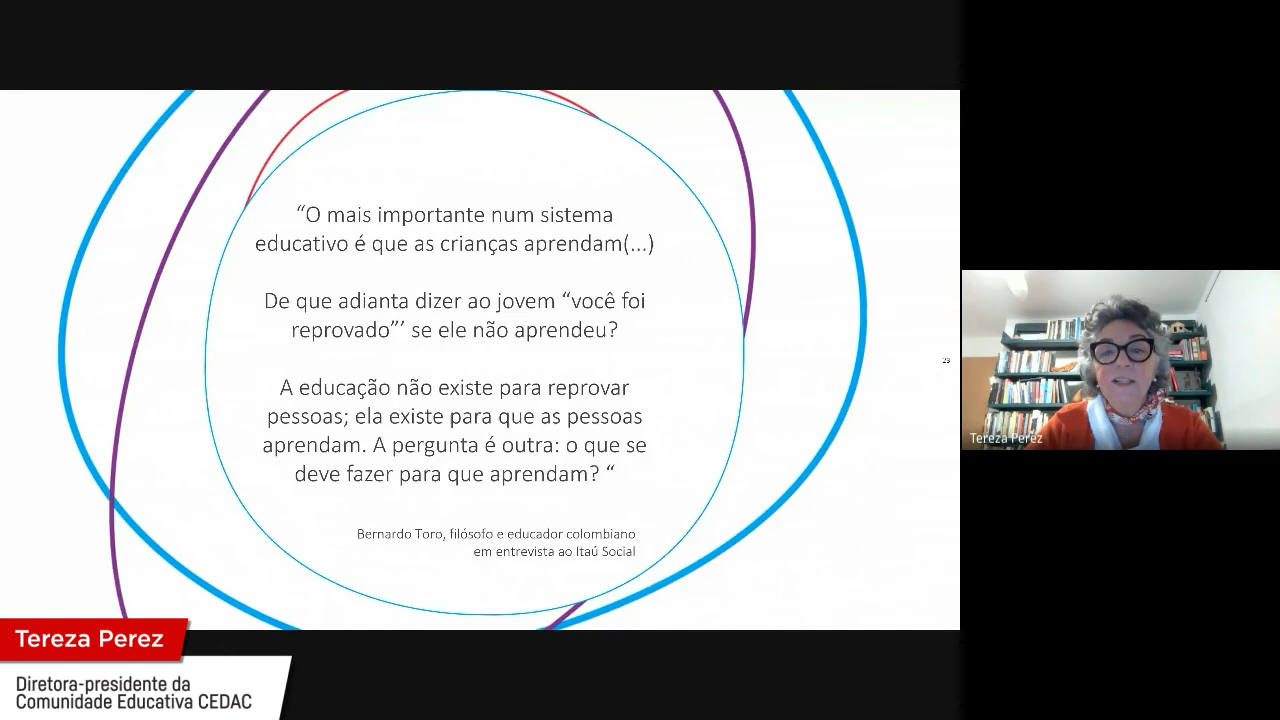 “O mais importante num sistema
educativo é que as crianças aprendam(...)
De que adianta dizer ao jovem “você foi
reprovado”’ se ele não aprendeu?
A educação não existe para reprovar
pessoas; ela existe para que as pessoas
aprendam. A pergunta é outra: o que se
deve fazer para que aprendam? “
Bernardo Toro, filósofo e educador colombiano
em entrevista ao Itaú Social
23
Tereza Perez
Tereza Perez
Diretora-presidente da
Comunidade Educativa CEDAC